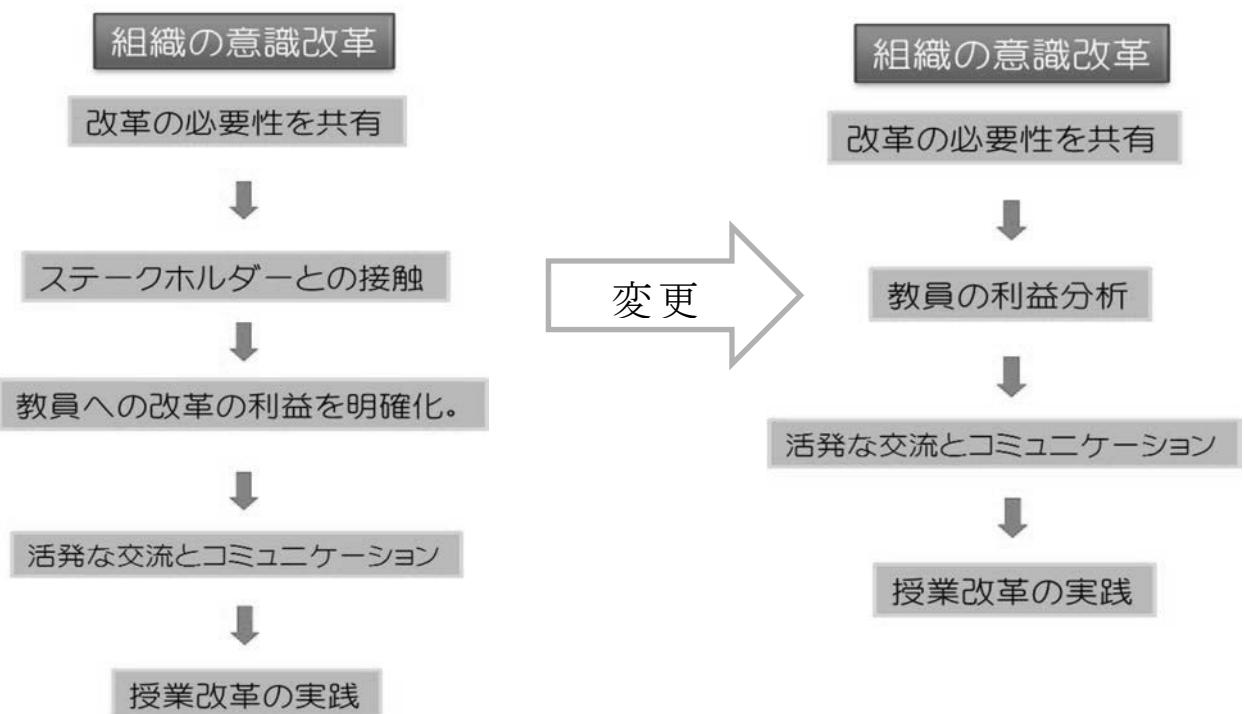 組織の意識改革
改革の必要性を共有
ステークホルダーとの接触
教員への改革の利益を明確化。
活発な交流とコミュニケーション
授業改革の実践
変更
組織の意識改革
改革の必要性を共有
教員の利益分析
活発な交流とコミュニケーション
授業改革の実践